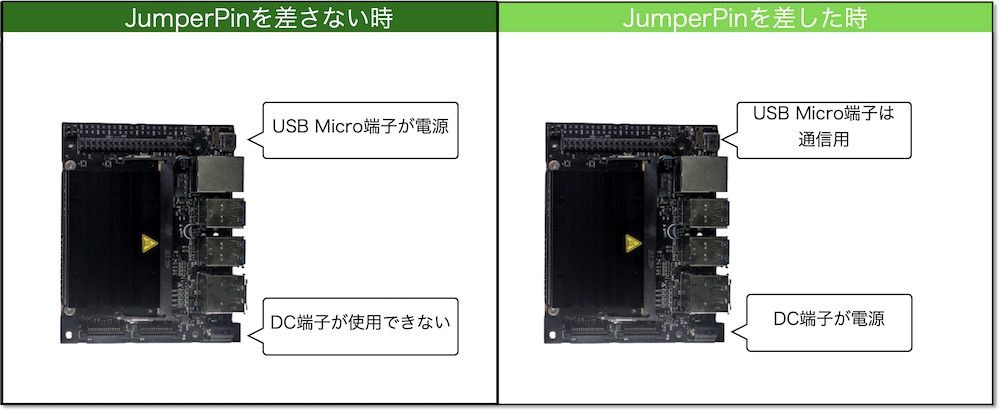 JumperPinを差さない時
USB Micro端子が電源
DC端子が使用できない
JumperPinを差した時
USB Micro端子は
通信用
DC端子が電源